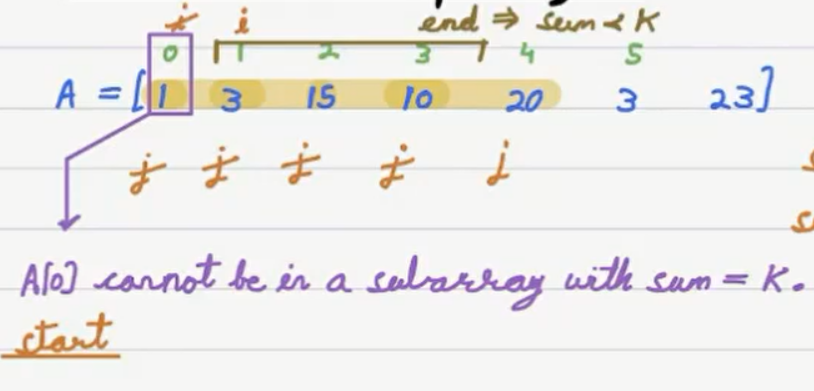 i i end ⇒ sum < K
0 1 2 3 4 5
A = [ 1 3 15 10 20 3 23 ]
j j j j j
A[0] cannot be in a subarray with sum = K.
start